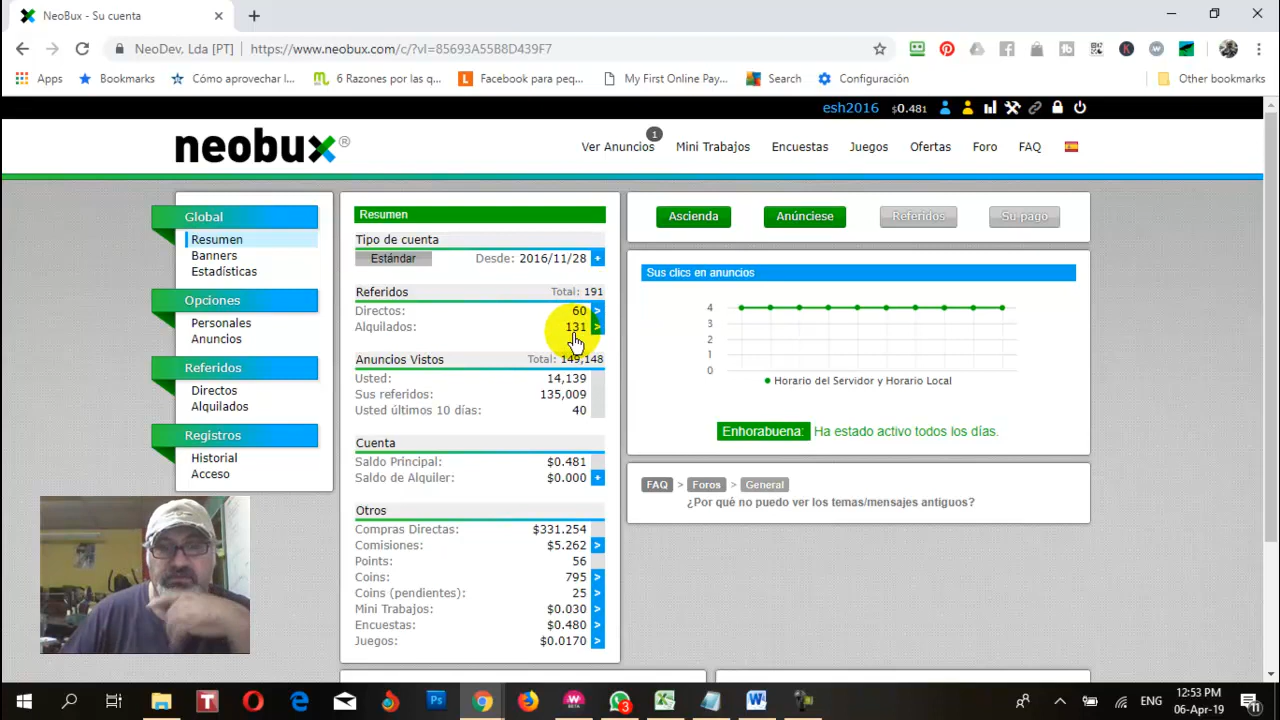 NeoBux - Su cuenta
NeoDev, Lda [PT] https://www.neobux.com/c/?vl=85693A55B8D439F7
Apps Bookmarks Cómo aprovechar l... 6 Razones por las q... Facebook para peq... My First Online Pay... Search Configuración Other bookmarks
esh2016 $0.481
neobux®
Ver Anuncios 1 Mini Trabajos Encuestas Juegos Ofertas Foro FAQ
Global
Resumen
Banners
Estadísticas
Opciones
Personales
Anuncios
Referidos
Directos
Alquilados
Registros
Historial
Acceso
Resumen
Tipo de cuenta
Estándar Desde: 2016/11/28 +
Referidos Total: 191
Directos: 60 >
Alquilados: 131 >
Anuncios Vistos Total: 149,148
Usted: 14,139
Sus referidos: 135,009
Usted últimos 10 días: 40
Cuenta
Saldo Principal: $0.481
Saldo de Alquiler: $0.000 +
Otros
Compras Directas: $331.254
Comisiones: $5.262 >
Points: 56
Coins: 795 >
Coins (pendientes): 25 >
Mini Trabajos: $0.030 >
Encuestas: $0.480 >
Juegos: $0.0170 >
Ascienda Anúnciese Referidos Su pago
Sus clics en anuncios
4
3
2
1
0
Horario del Servidor y Horario Local
Enhorabuena: Ha estado activo todos los días.
FAQ > Foros > General >
¿Por qué no puedo ver los temas/mensajes antiguos?
T Ps 3 W ENG 12:53 PM
06-Apr-19 11